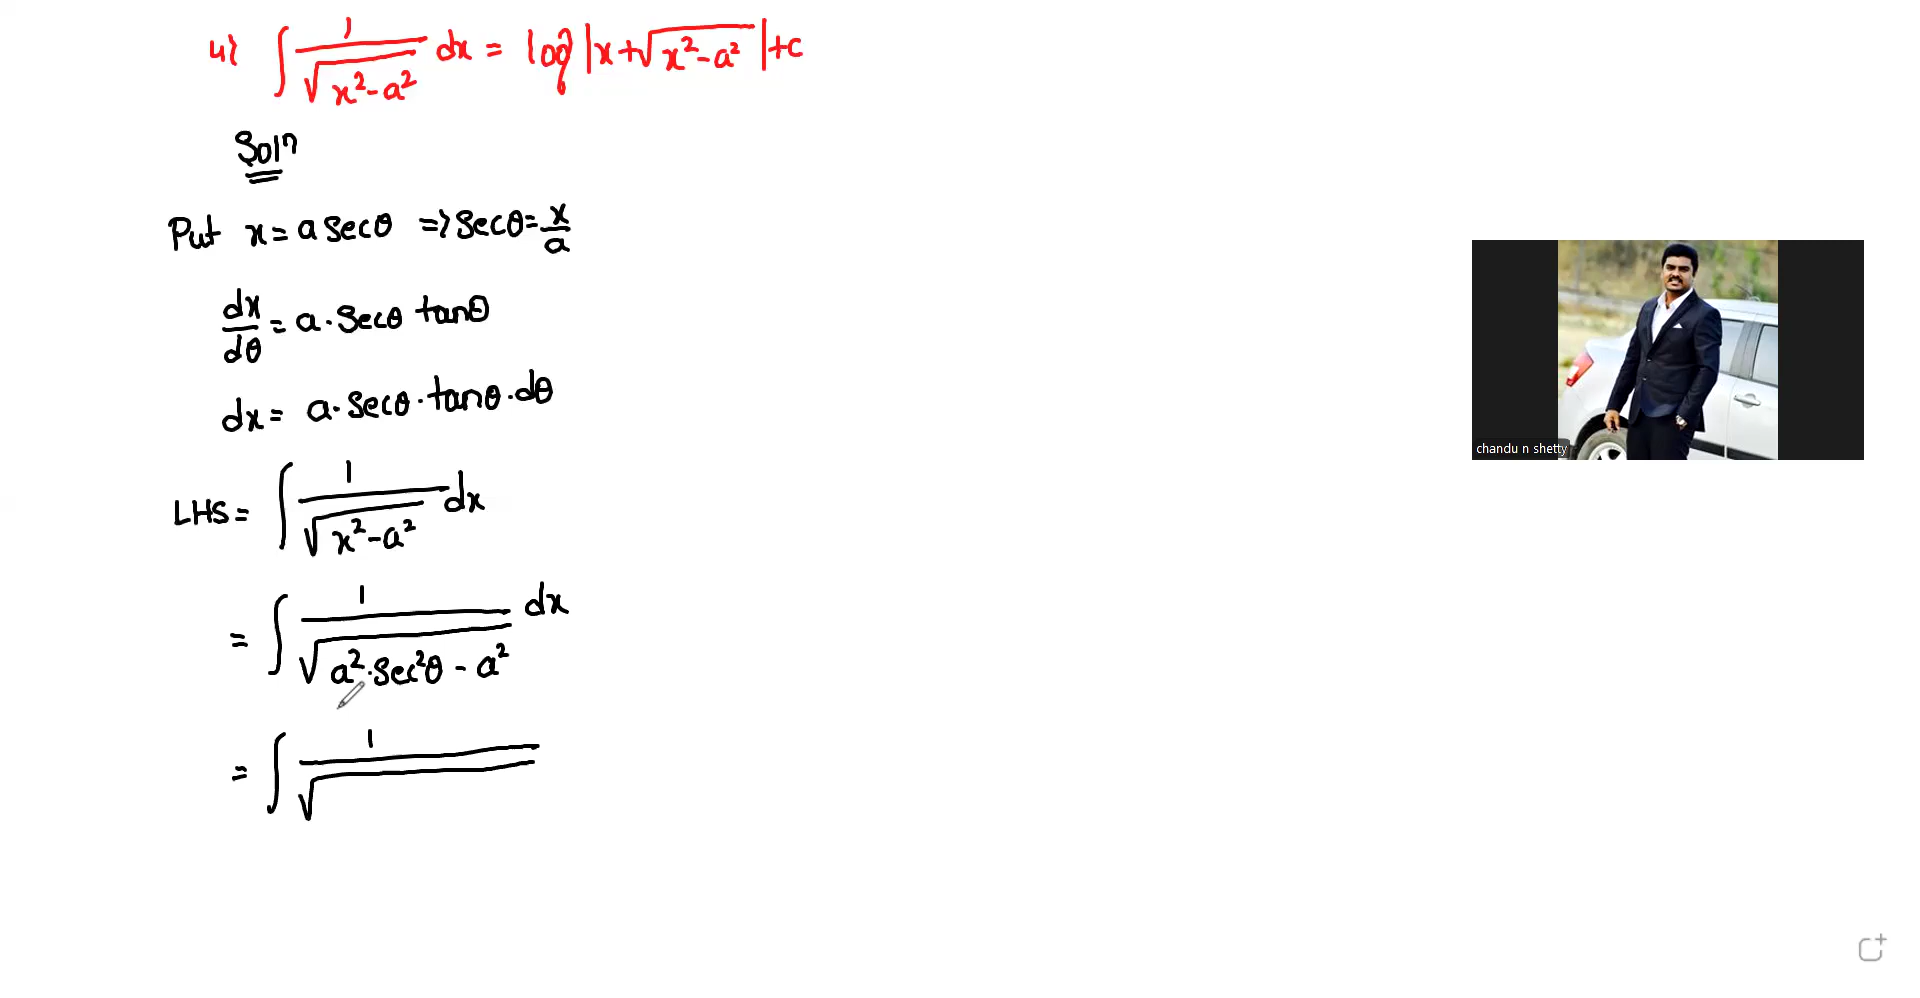 4) ∫ 1/√(x²-a²) dx = log|x+√(x²-a²)|+c
Solⁿ
Put x = a secθ => secθ = x/a
dx/dθ = a·secθ tanθ
dx = a·secθ·tanθ·dθ
LHS = ∫ 1/√(x²-a²) dx
= ∫ 1/√(a²·sec²θ - a²) dx
= ∫ 1/√
chandu n shetty